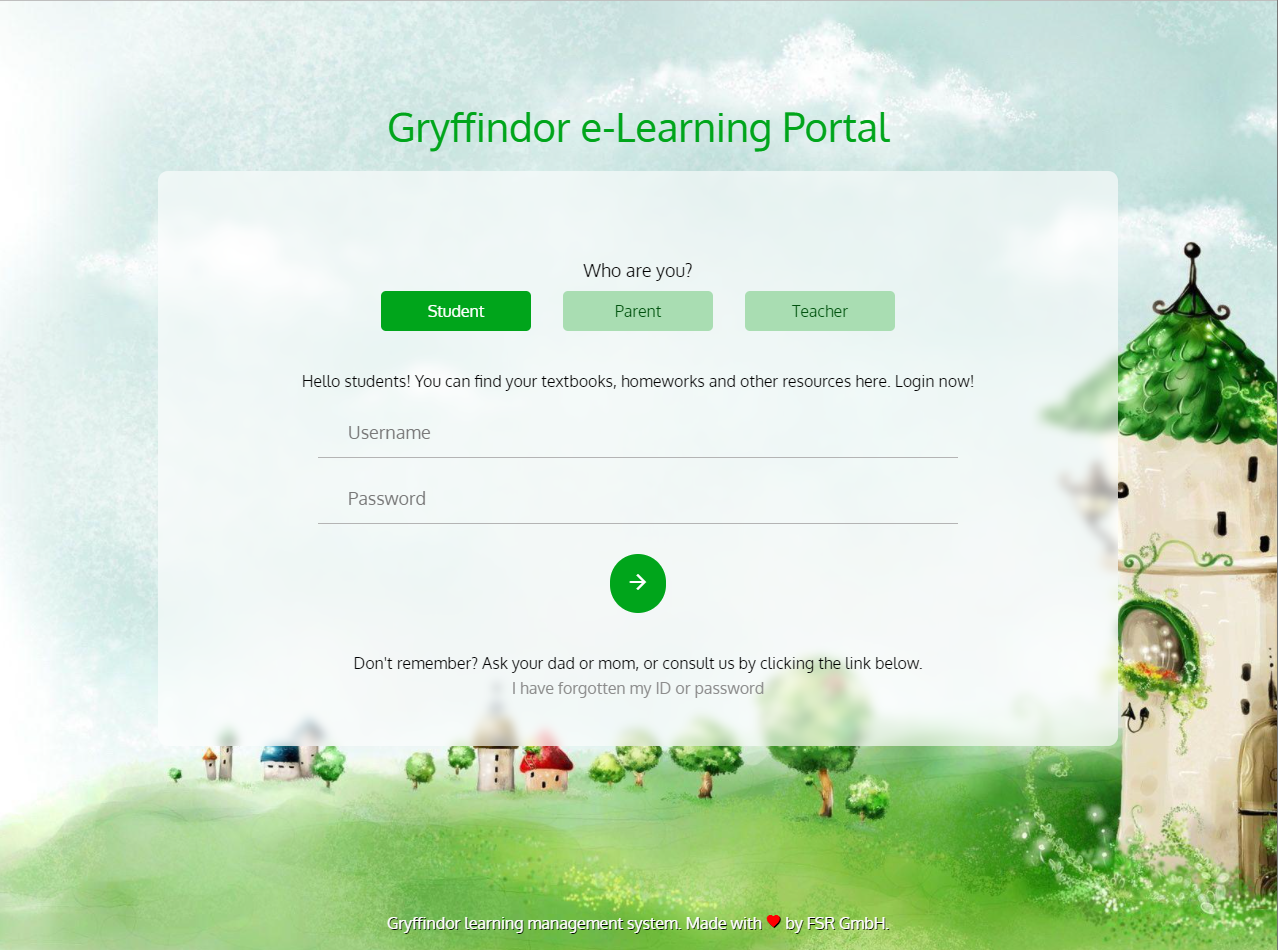 Gryffindor e-Learning Portal
Who are you?
Student Parent Teacher
Hello students! You can find your textbooks, homeworks and other resources here. Login now!
Username
Password
Don't remember? Ask your dad or mom, or consult us by clicking the link below.
I have forgotten my ID or password
Gryffindor learning management system. Made with ♥ by FSR GmbH.